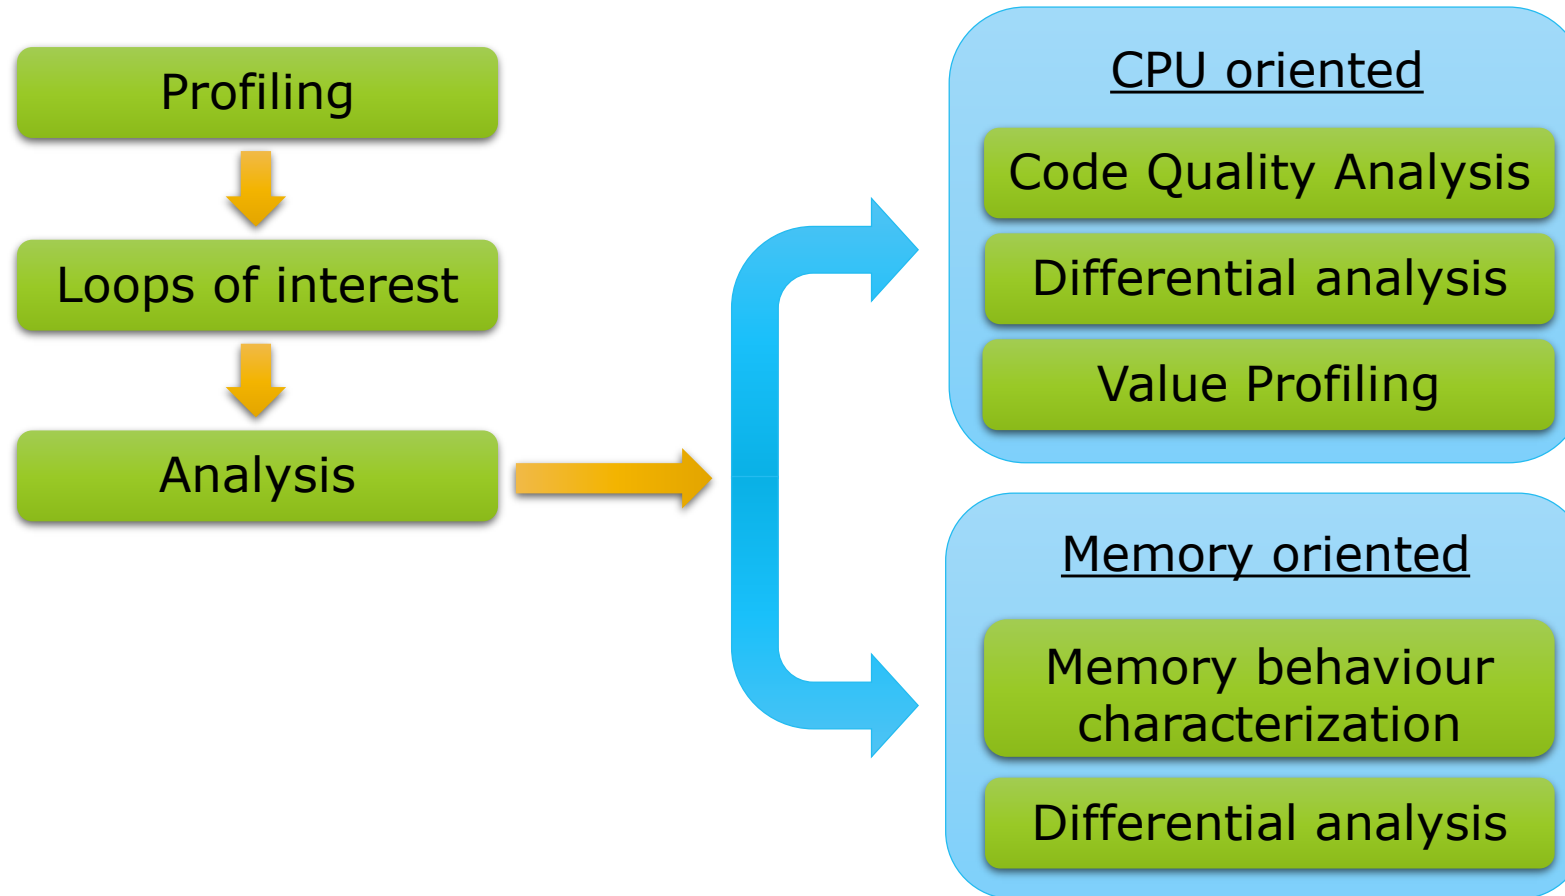 Profiling
Loops of interest
Analysis
CPU oriented
Code Quality Analysis
Differential analysis
Value Profiling
Memory oriented
Memory behaviour
characterization
Differential analysis